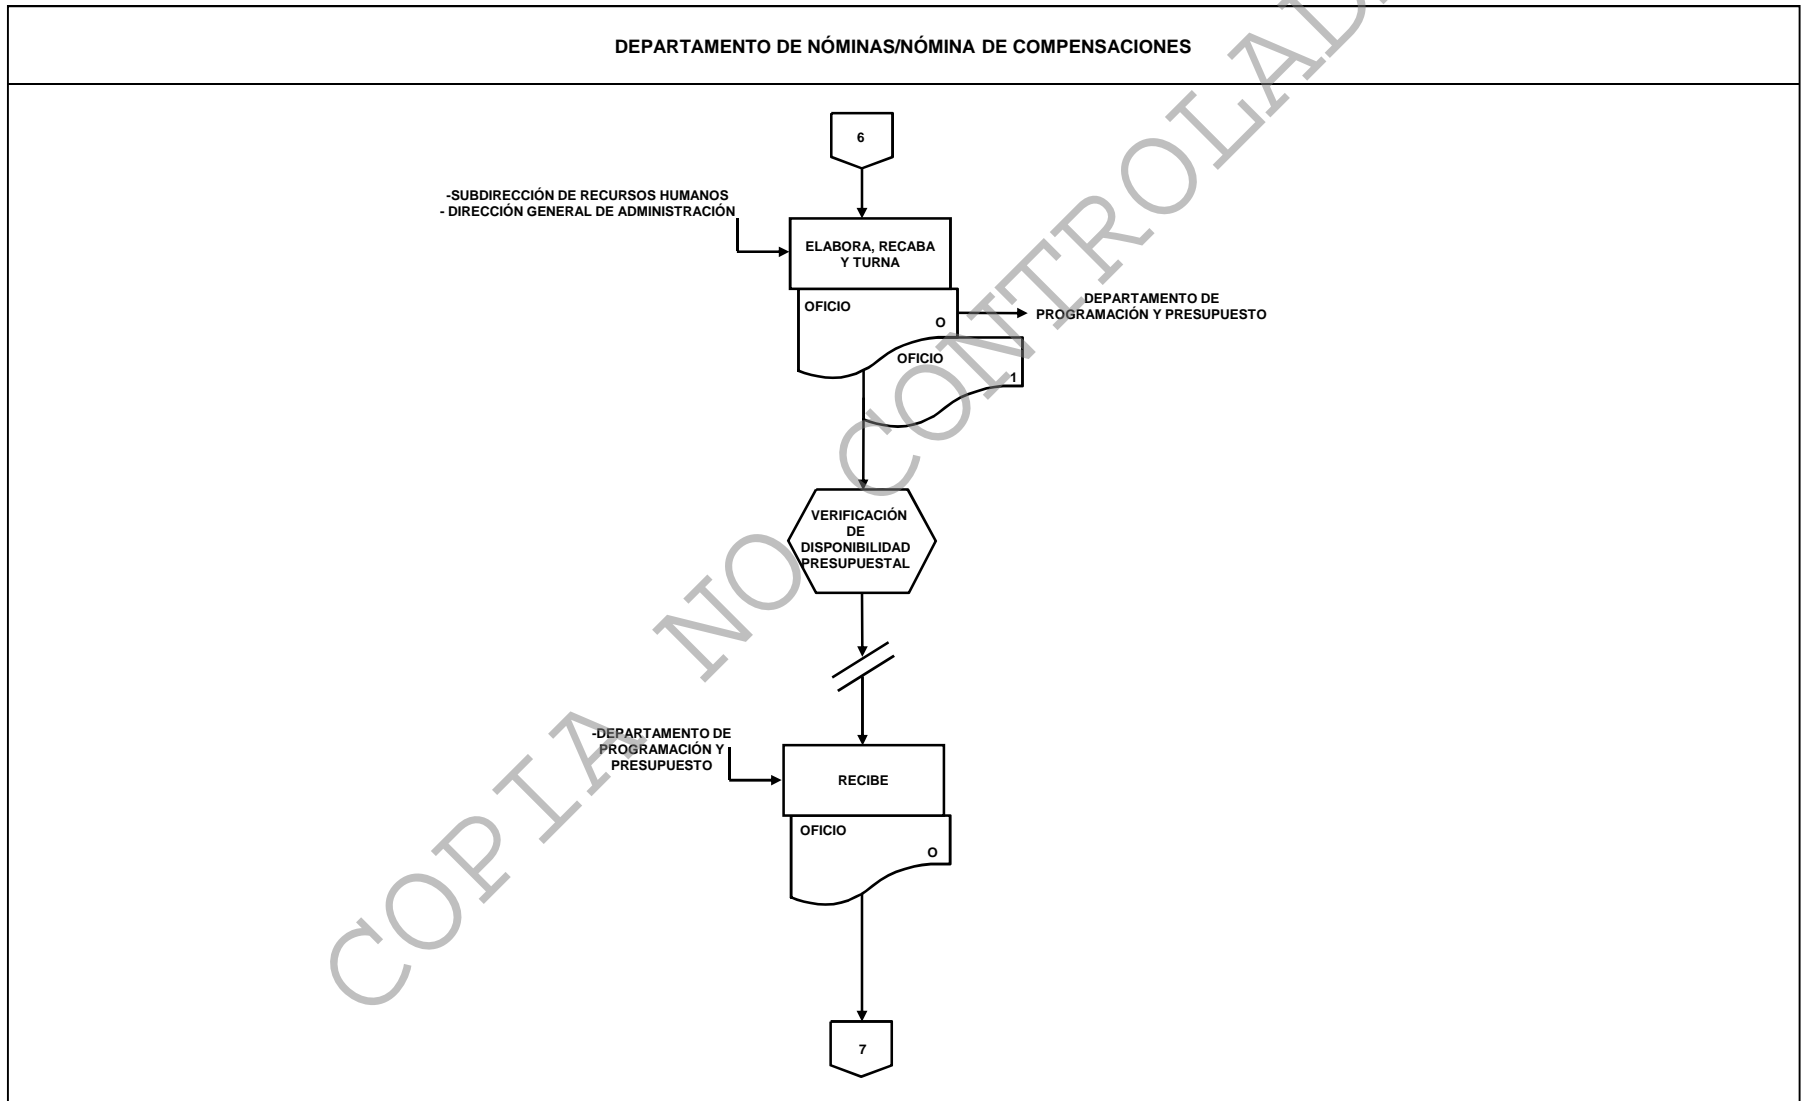 DEPARTAMENTO DE NÓMINAS/NÓMINA DE COMPENSACIONES
6
-SUBDIRECCIÓN DE RECURSOS HUMANOS
- DIRECCIÓN GENERAL DE ADMINISTRACIÓN
ELABORA, RECABA
Y TURNA
OFICIO
O
DEPARTAMENTO DE
PROGRAMACIÓN Y PRESUPUESTO
OFICIO
1
VERIFICACIÓN
DE
DISPONIBILIDAD
PRESUPUESTAL
-DEPARTAMENTO DE
PROGRAMACIÓN Y
PRESUPUESTO
RECIBE
OFICIO
O
7
COPIA NO CONTROLAD